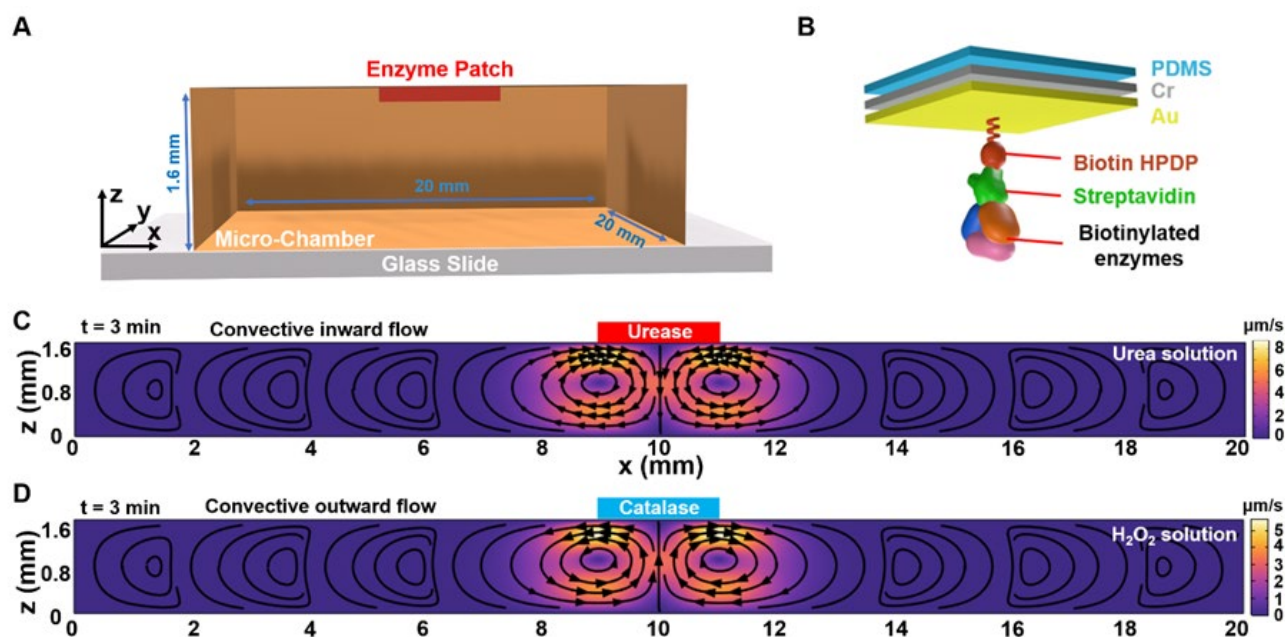 A
Enzyme Patch
1.6 mm
20 mm
20 mm
z
y
x
Micro-Chamber
Glass Slide
B
PDMS
Cr
Au
Biotin HPDP
Streptavidin
Biotinylated
enzymes
C
t = 3 min
Convective inward flow
Urease
µm/s
Urea solution
1.6
0.8
0
z (mm)
8
6
4
2
0
0 2 4 6 8 10 12 14 16 18 20
x (mm)
D
t = 3 min
Convective outward flow
Catalase
µm/s
H₂O₂ solution
1.6
0.8
0
z (mm)
5
4
3
2
1
0
0 2 4 6 8 10 12 14 16 18 20